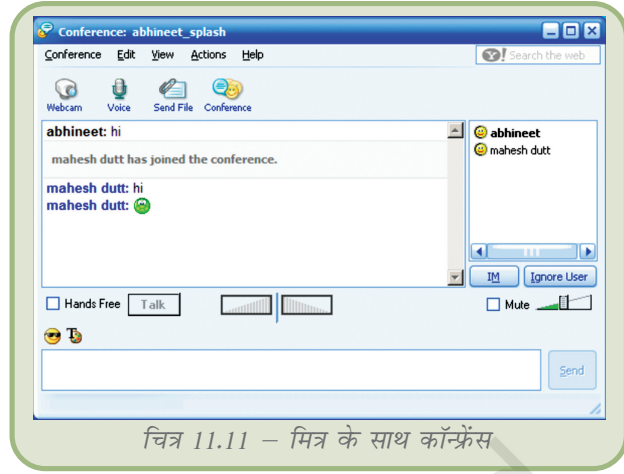 Conference: abhineet_splash
Conference Edit View Actions Help
Y! Search the web
Webcam Voice Send File Conference
abhineet: hi
mahesh dutt has joined the conference.
mahesh dutt: hi
mahesh dutt:
abhineet
mahesh dutt
IM Ignore User
Hands Free Talk Mute
T
Send
चित्र 11.11 – मित्र के साथ कॉन्फ्रेंस